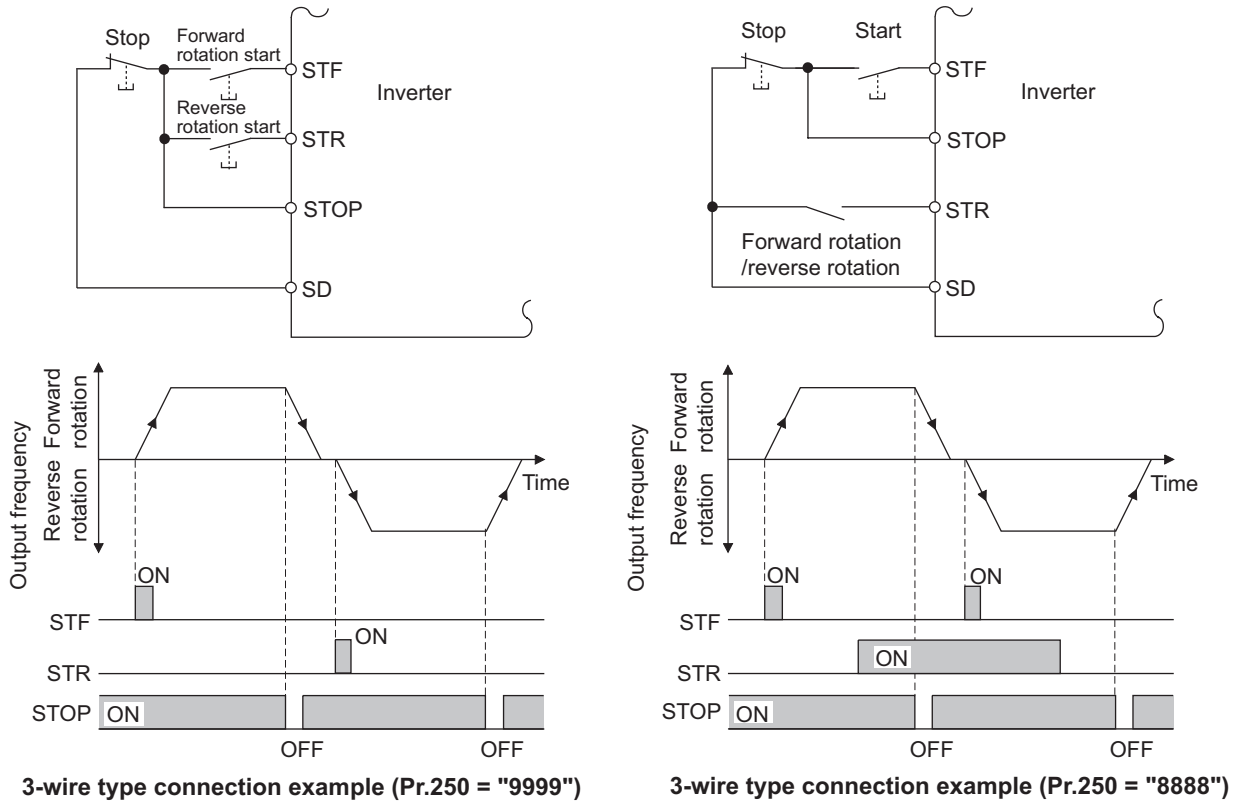 Stop
Forward
rotation start
STF
Inverter
Reverse
rotation start
STR
STOP
SD
Output frequency
Reverse Forward
rotation rotation
Time
ON
STF
ON
STR
STOP
ON
OFF OFF
3-wire type connection example (Pr.250 = "9999")
Stop Start
STF
Inverter
STOP
STR
Forward rotation
/reverse rotation
SD
Output frequency
Reverse Forward
rotation rotation
Time
ON ON
STF
STR
ON
STOP
ON
OFF OFF
3-wire type connection example (Pr.250 = "8888")